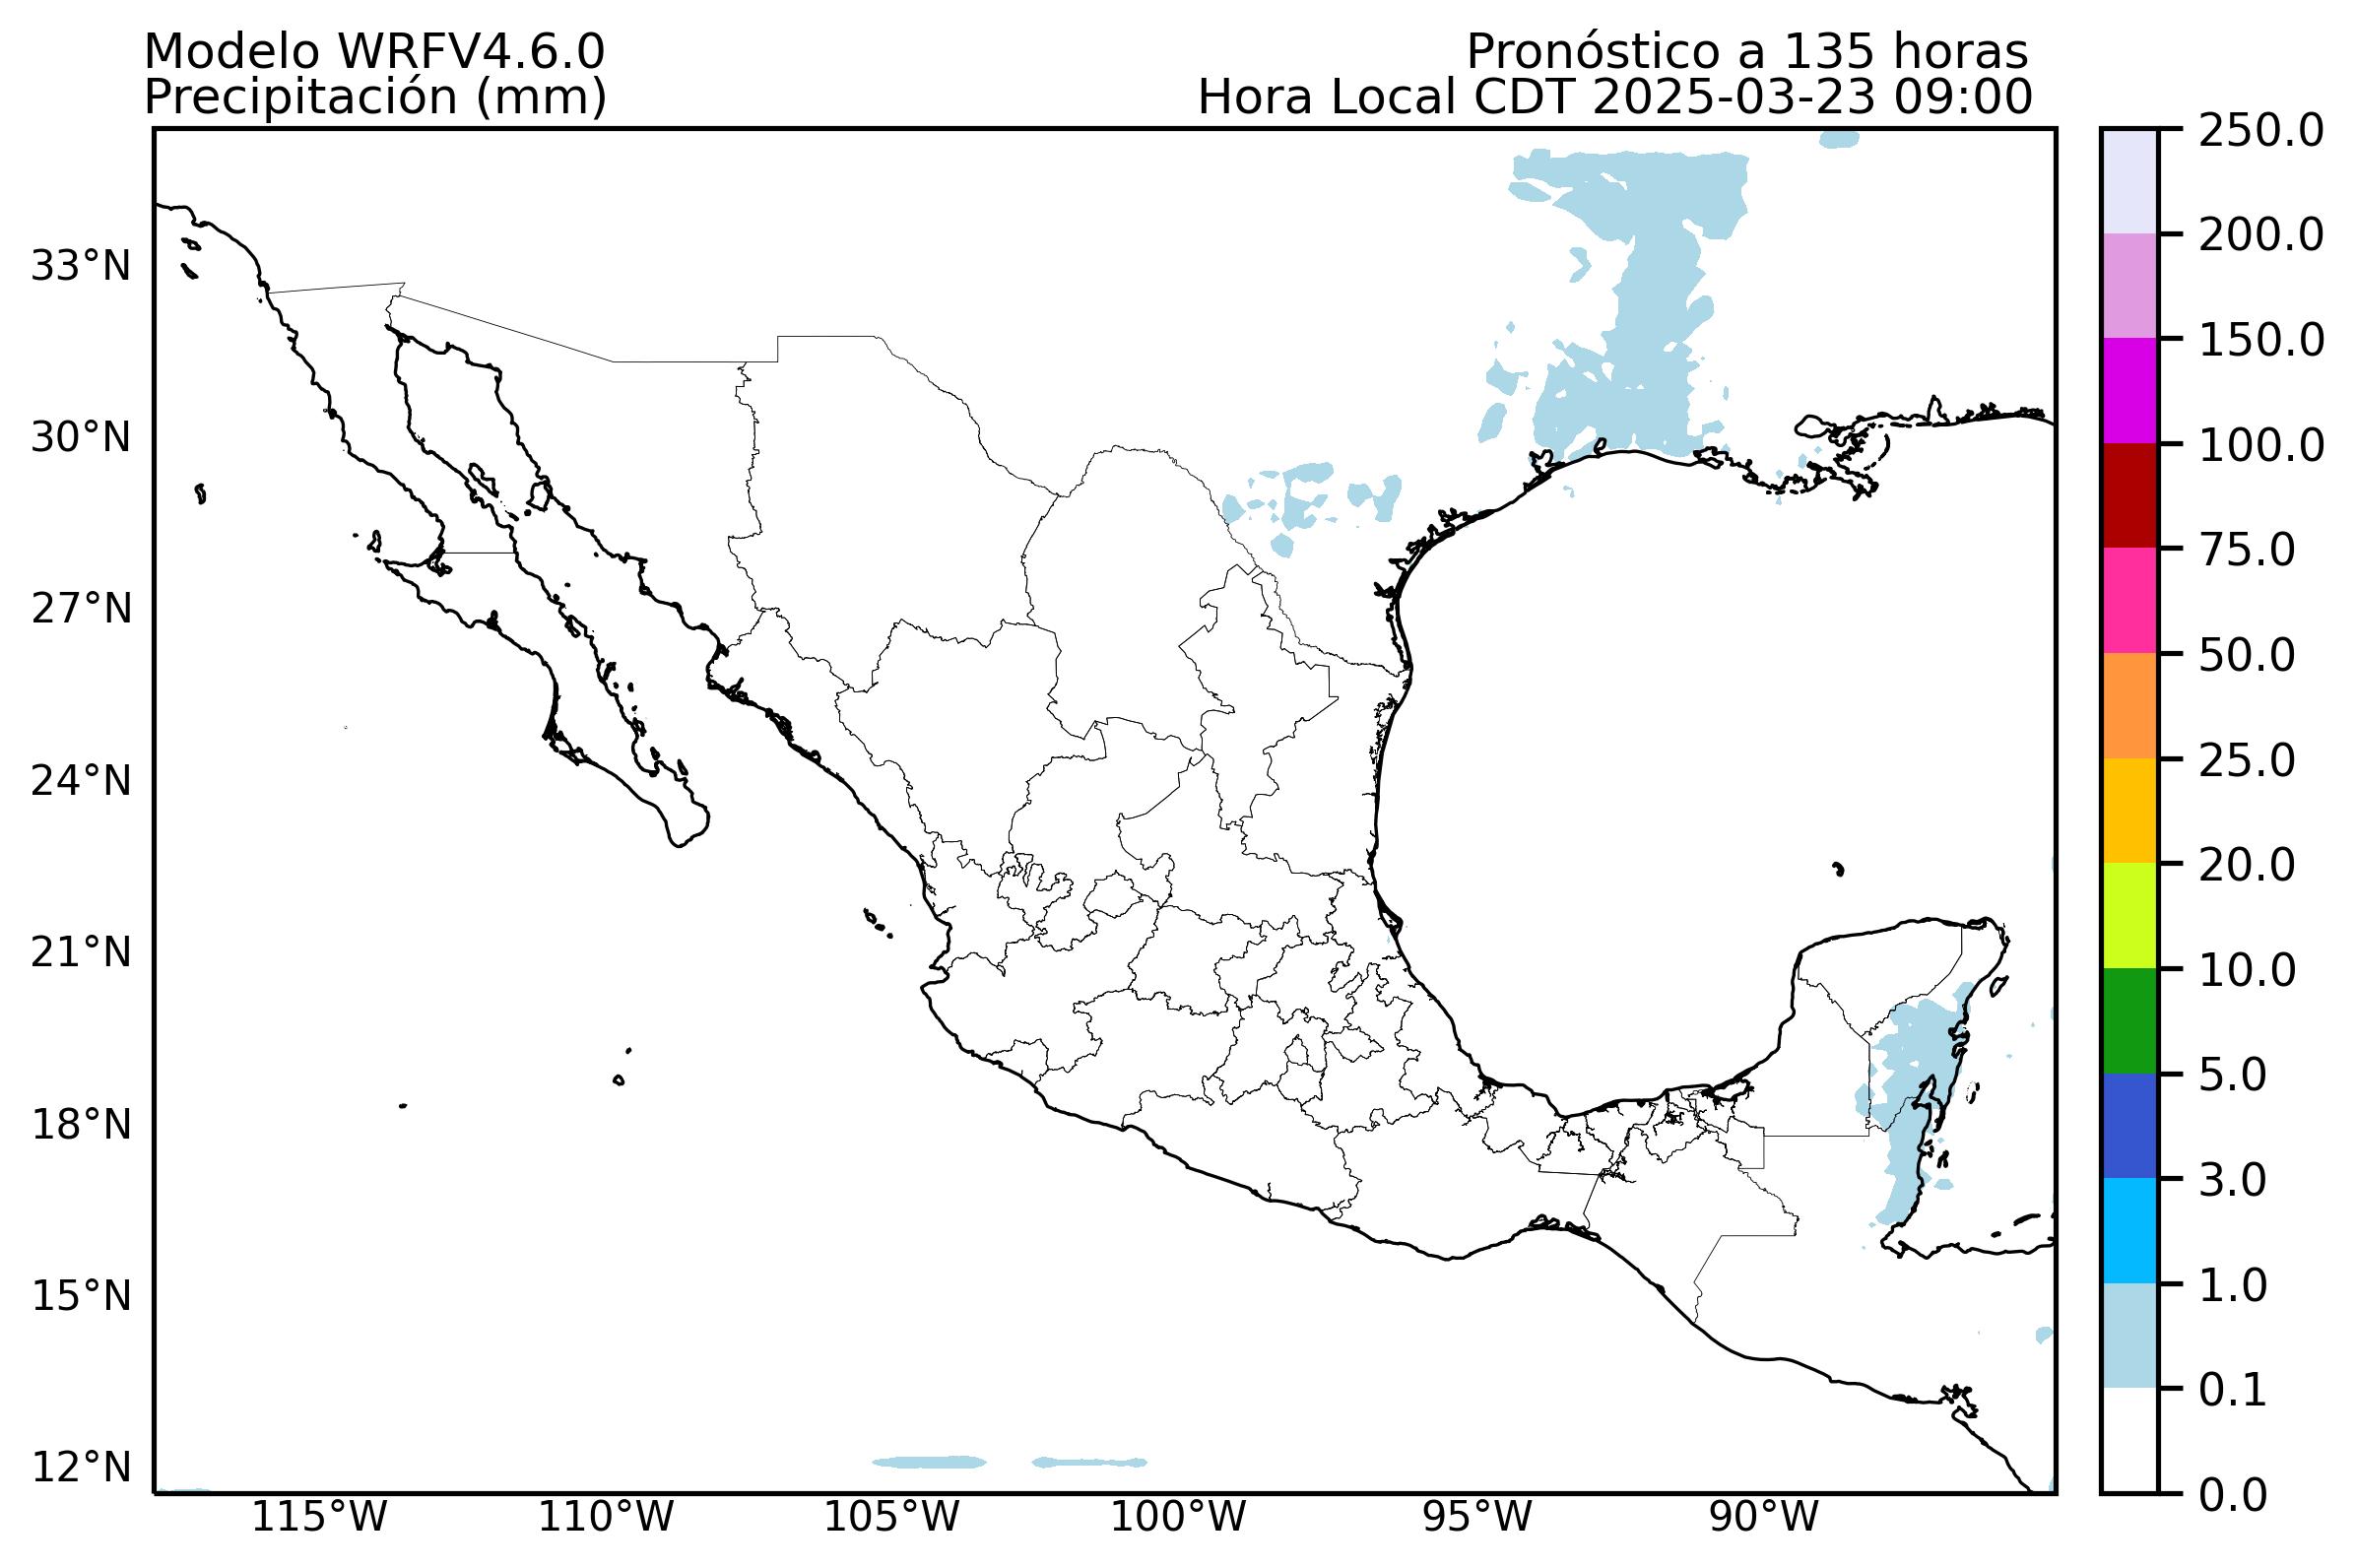 Modelo WRFV4.6.0
Precipitación (mm)
Pronóstico a 135 horas
Hora Local CDT 2025-03-23 09:00
33°N
30°N
27°N
24°N
21°N
18°N
15°N
12°N
115°W
110°W
105°W
100°W
95°W
90°W
250.0
200.0
150.0
100.0
75.0
50.0
25.0
20.0
10.0
5.0
3.0
1.0
0.1
0.0